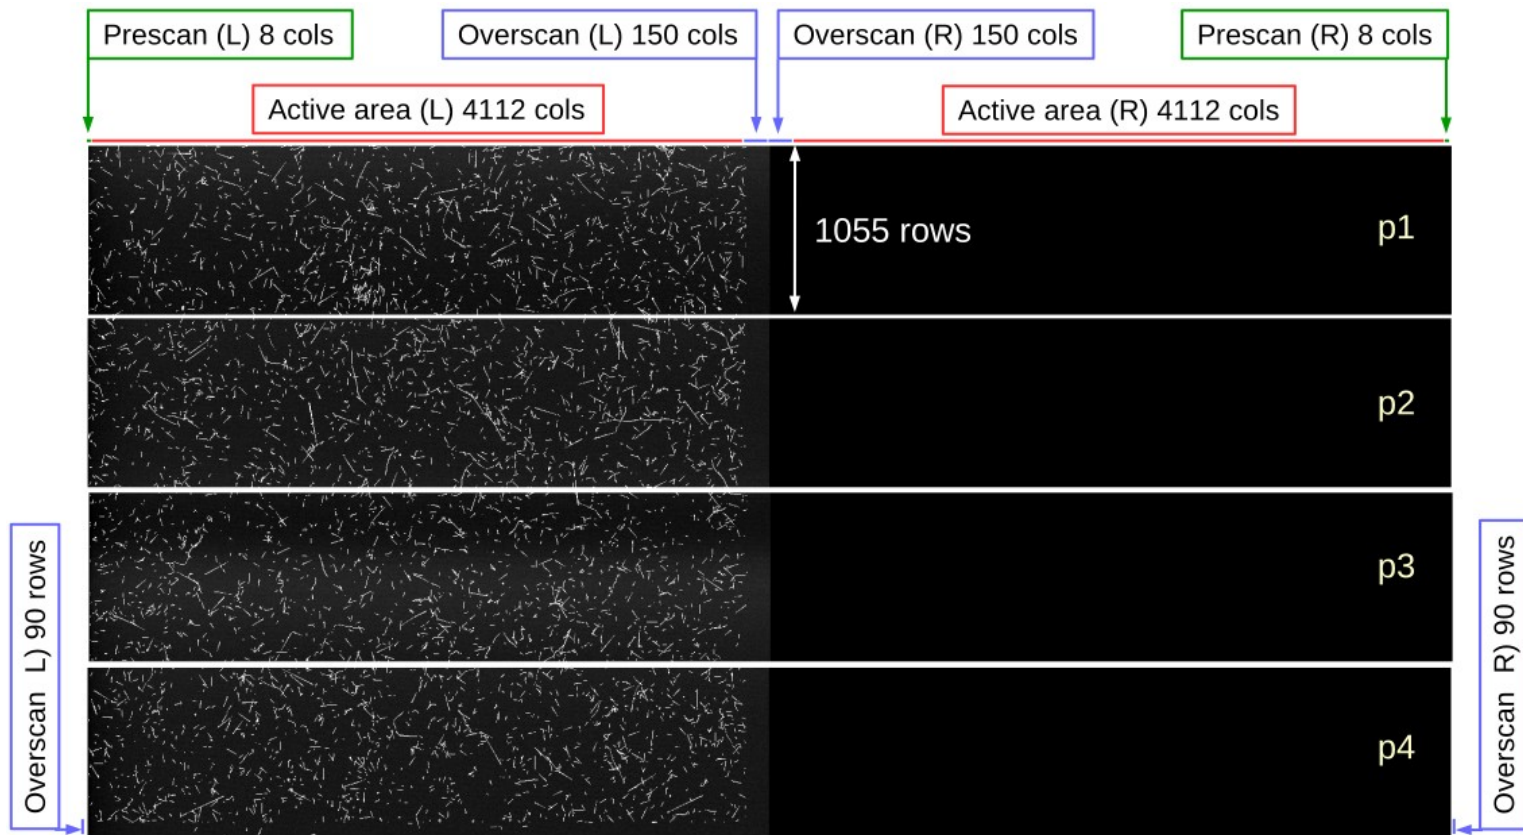 Prescan (L) 8 cols
Overscan (L) 150 cols
Overscan (R) 150 cols
Prescan (R) 8 cols
Active area (L) 4112 cols
Active area (R) 4112 cols
1055 rows
p1
p2
p3
p4
Overscan L) 90 rows
Overscan R) 90 rows